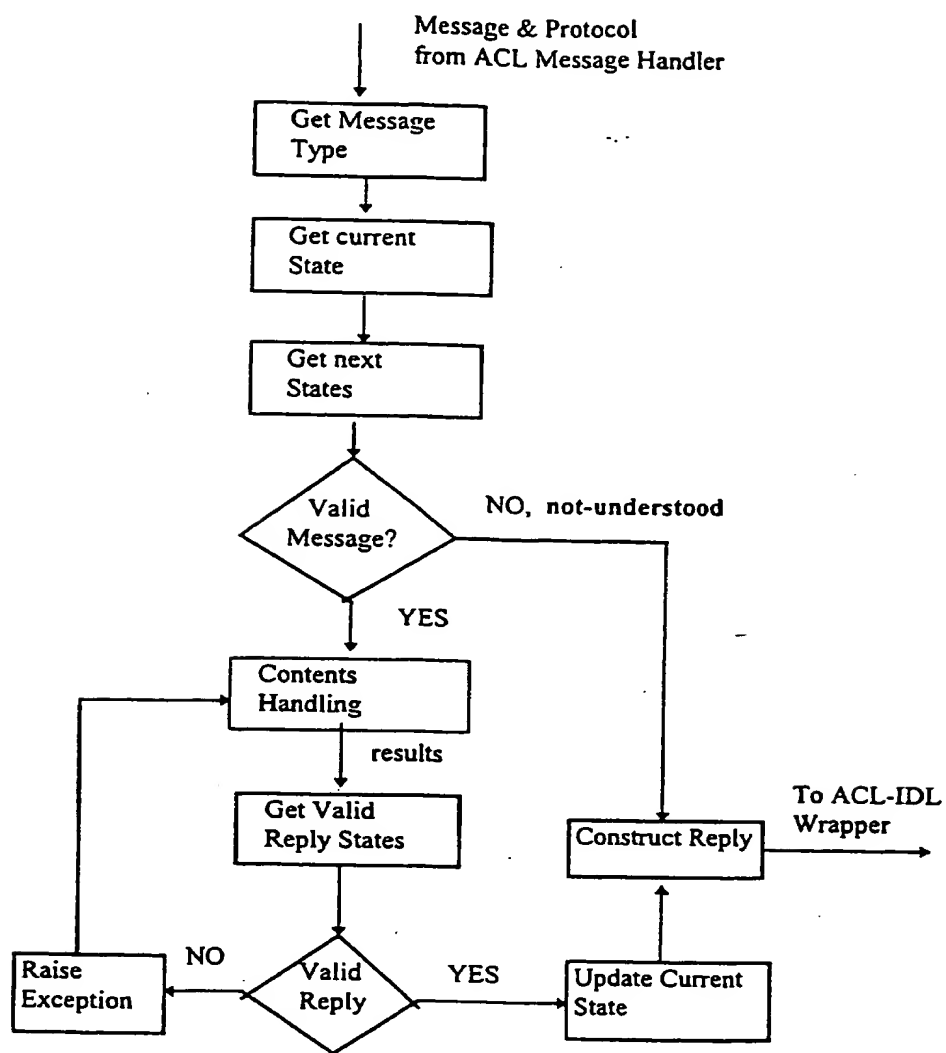 Message & Protocol
from ACL Message Handler
Get Message
Type
Get current
State
Get next
States
Valid
Message?
NO, not-understood
YES
Contents
Handling
results
Get Valid
Reply States
To ACL-IDL
Wrapper
Construct Reply
Raise
Exception
NO
Valid
Reply
YES
Update Current
State